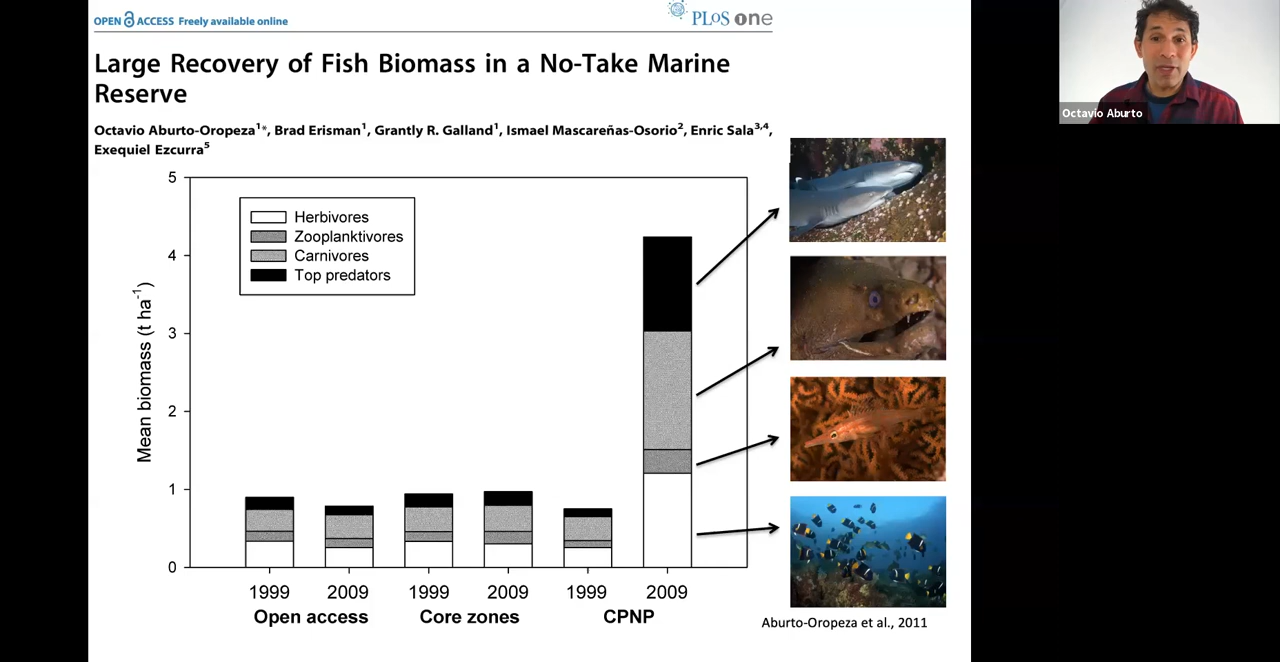 OPEN ACCESS Freely available online
PLoS one
Large Recovery of Fish Biomass in a No-Take Marine
Reserve
Octavio Aburto-Oropeza1*, Brad Erisman1, Grantly R. Galland1, Ismael Mascareñas-Osorio2, Enric Sala3,4,
Exequiel Ezcurra5
Octavio Aburto
5
4
3
2
1
0
Mean biomass (t ha-1)
Herbivores
Zooplanktivores
Carnivores
Top predators
1999 2009 1999 2009 1999 2009
Open access Core zones CPNP
Aburto-Oropeza et al., 2011